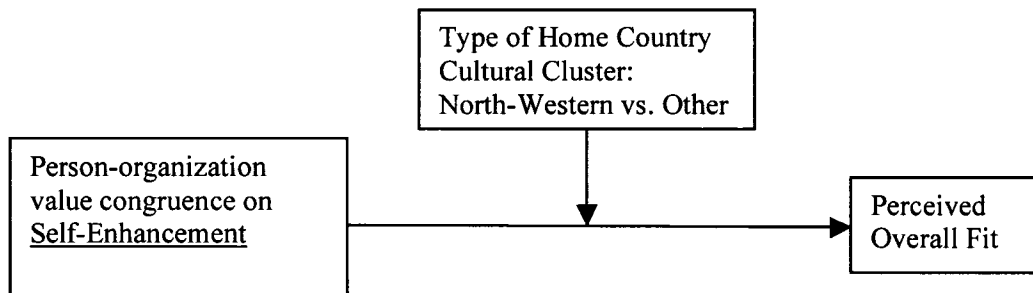 Type of Home Country
Cultural Cluster:
North-Western vs. Other
Person-organization
value congruence on
Self-Enhancement
Perceived
Overall Fit